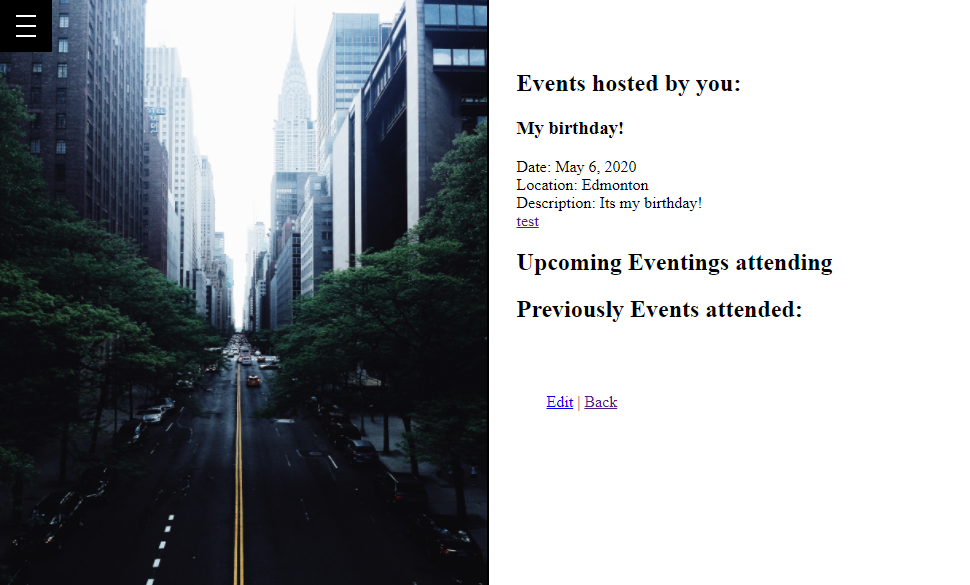 Events hosted by you:
My birthday!
Date: May 6, 2020
Location: Edmonton
Description: Its my birthday!
test
Upcoming Eventings attending
Previously Events attended:
Edit | Back